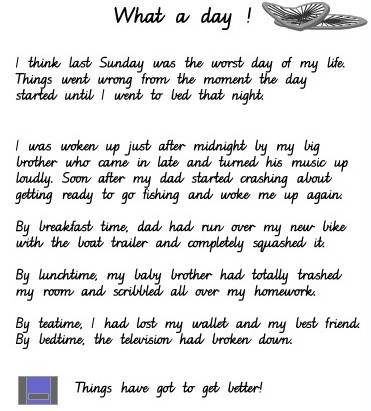 What a day !
I think last Sunday was the worst day of my life.
Things went wrong from the moment the day
started until I went to bed that night.
I was woken up just after midnight by my big
brother who came in late and turned his music up
loudly. Soon after my dad started crashing about
getting ready to go fishing and woke me up again.
By breakfast time, dad had run over my new bike
with the boat trailer and completely squashed it.
By lunchtime, my baby brother had totally trashed
my room and scribbled all over my homework.
By teatime, I had lost my wallet and my best friend.
By bedtime, the television had broken down.
Things have got to get better!